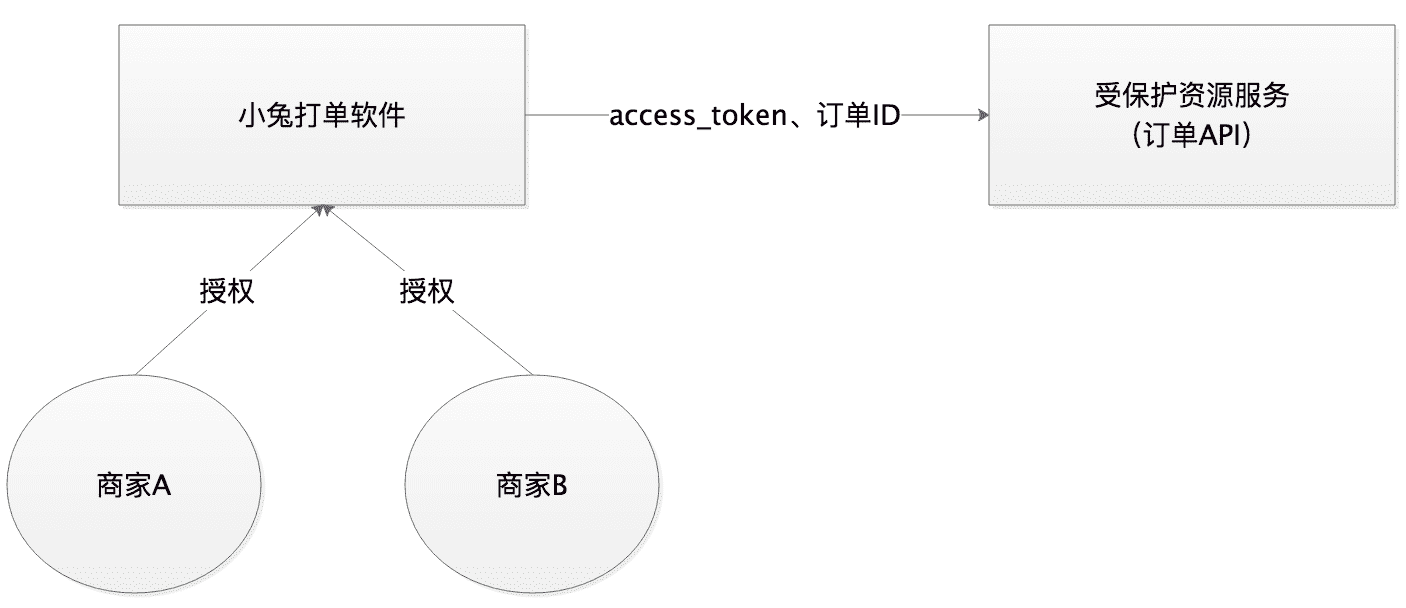 小兔打单软件
access_token、订单ID
受保护资源服务
（订单API）
授权
授权
商家A
商家B